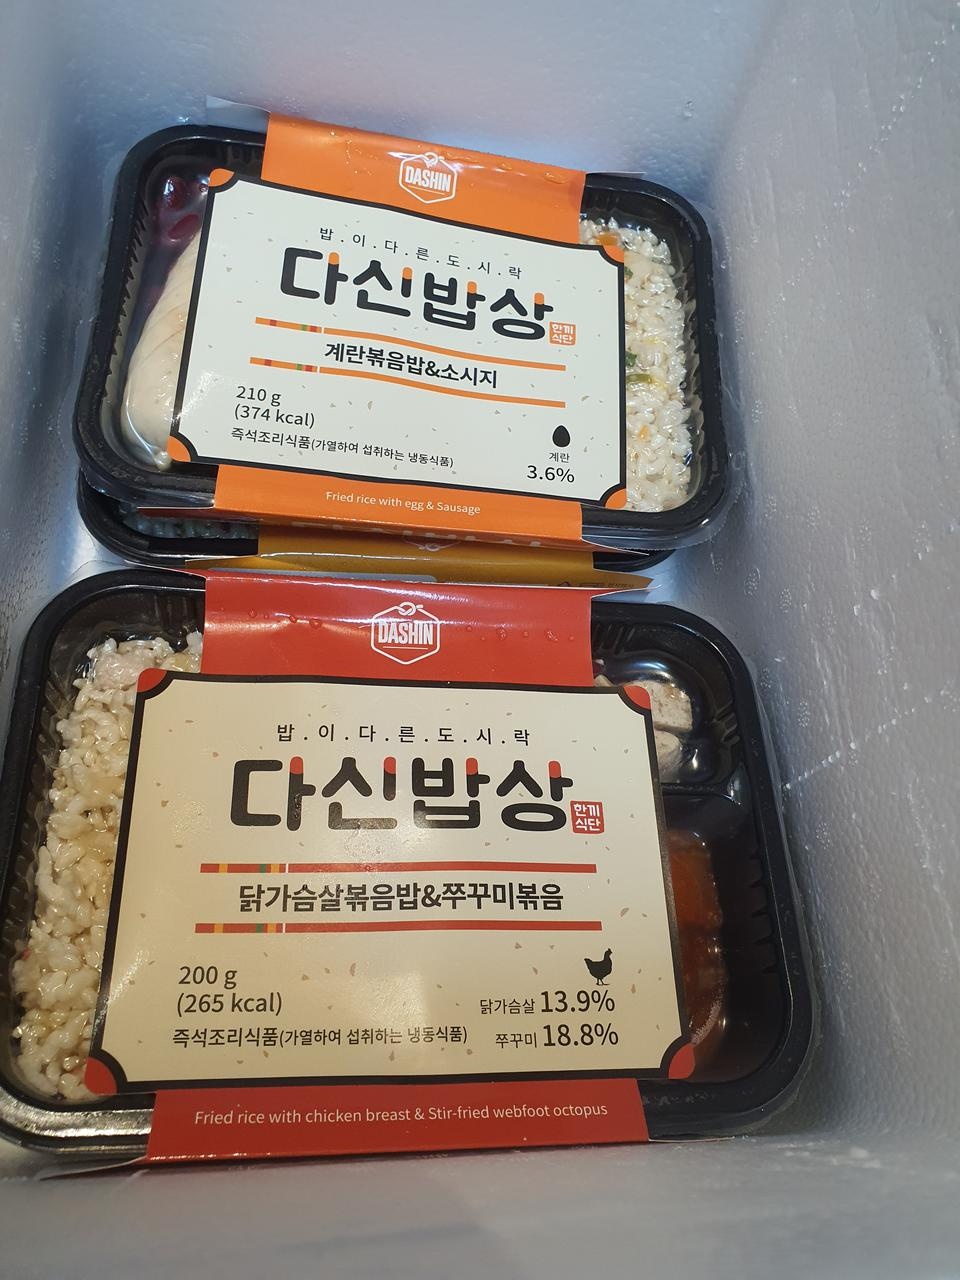 DASHIN
밥.이.다.른.도.시.락
다신밥상
한끼
식단
계란볶음밥&소시지
210 g
(374 kcal)
즉석조리식품(가열하여 섭취하는 냉동식품)
계란
3.6%
Fried rice with egg & Sausage
DASHIN
밥.이.다.른.도.시.락
다신밥상
한끼
식단
닭가슴살볶음밥&쭈꾸미볶음
200 g
(265 kcal)
즉석조리식품(가열하여 섭취하는 냉동식품)
닭가슴살 13.9%
쭈꾸미 18.8%
Fried rice with chicken breast & Stir-fried webfoot octopus